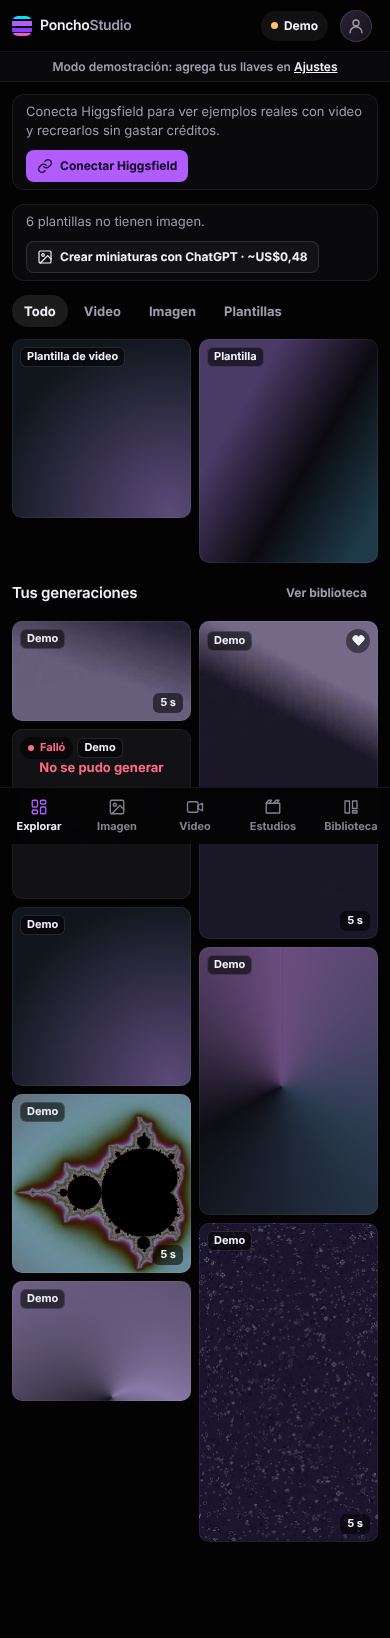 PonchoStudio
Demo
Modo demostración: agrega tus llaves en Ajustes
Conecta Higgsfield para ver ejemplos reales con video
y recrearlos sin gastar créditos.
Conectar Higgsfield
6 plantillas no tienen imagen.
Crear miniaturas con ChatGPT · ~US$0,48
Todo
Video
Imagen
Plantillas
Plantilla de video
Plantilla
Tus generaciones
Ver biblioteca
Demo
5 s
Demo
Falló
Demo
No se pudo generar
Explorar
Imagen
Video
Estudios
Biblioteca
5 s
Demo
Demo
Demo
5 s
Demo
Demo
5 s